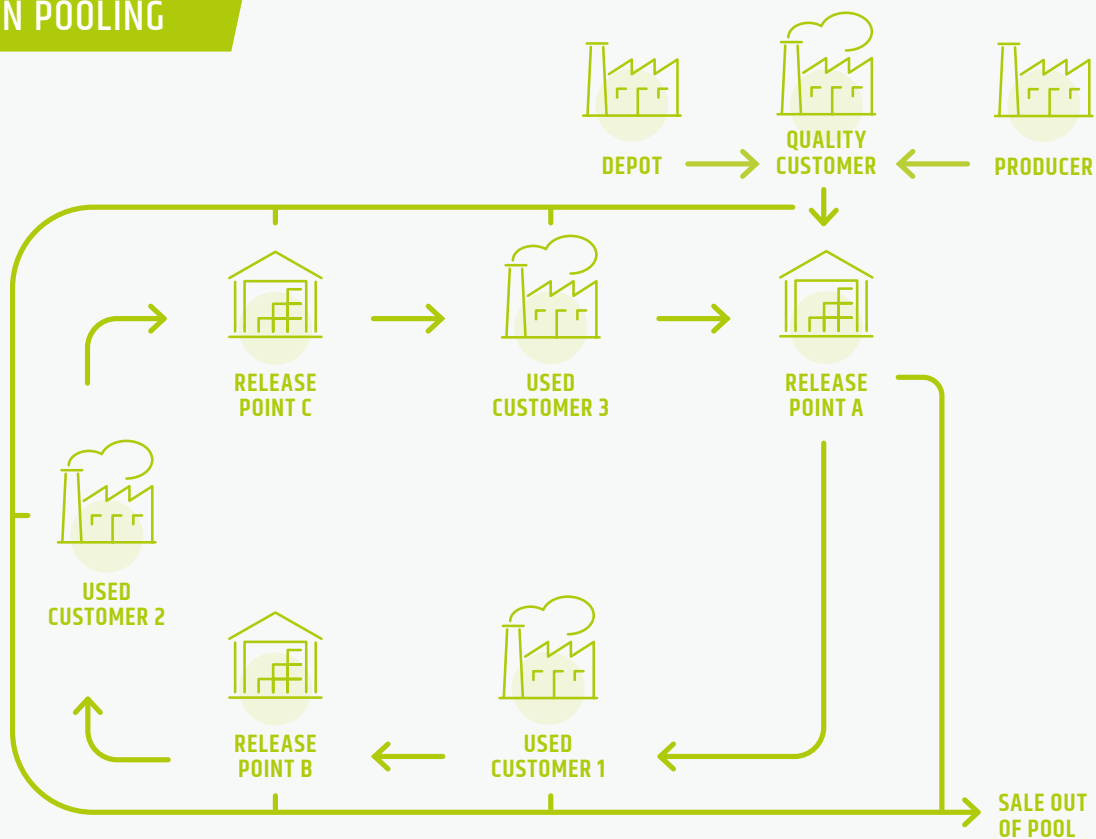 N POOLING
DEPOT
QUALITY
CUSTOMER
PRODUCER
RELEASE
POINT C
USED
CUSTOMER 3
RELEASE
POINT A
USED
CUSTOMER 2
RELEASE
POINT B
USED
CUSTOMER 1
SALE OUT
OF POOL